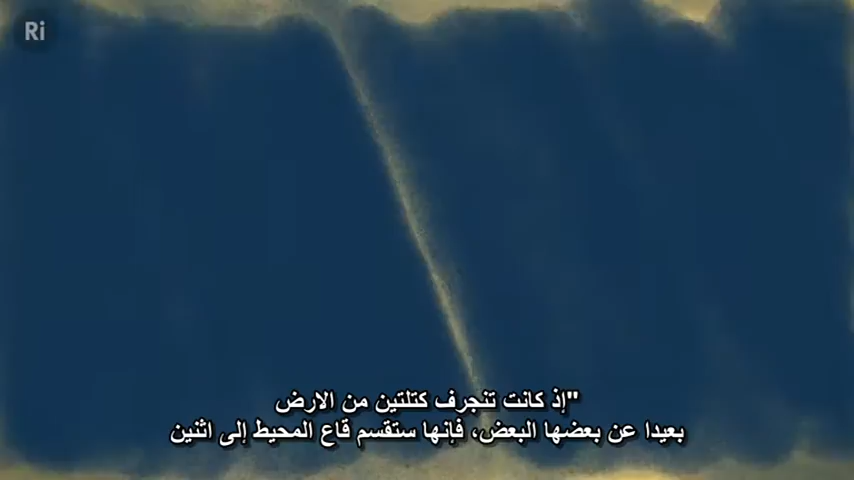 Ri
"إذ كانت تنجرف كتلتين من الارض
بعيدا عن بعضها البعض، فإنها ستقسم قاع المحيط إلى اثنين